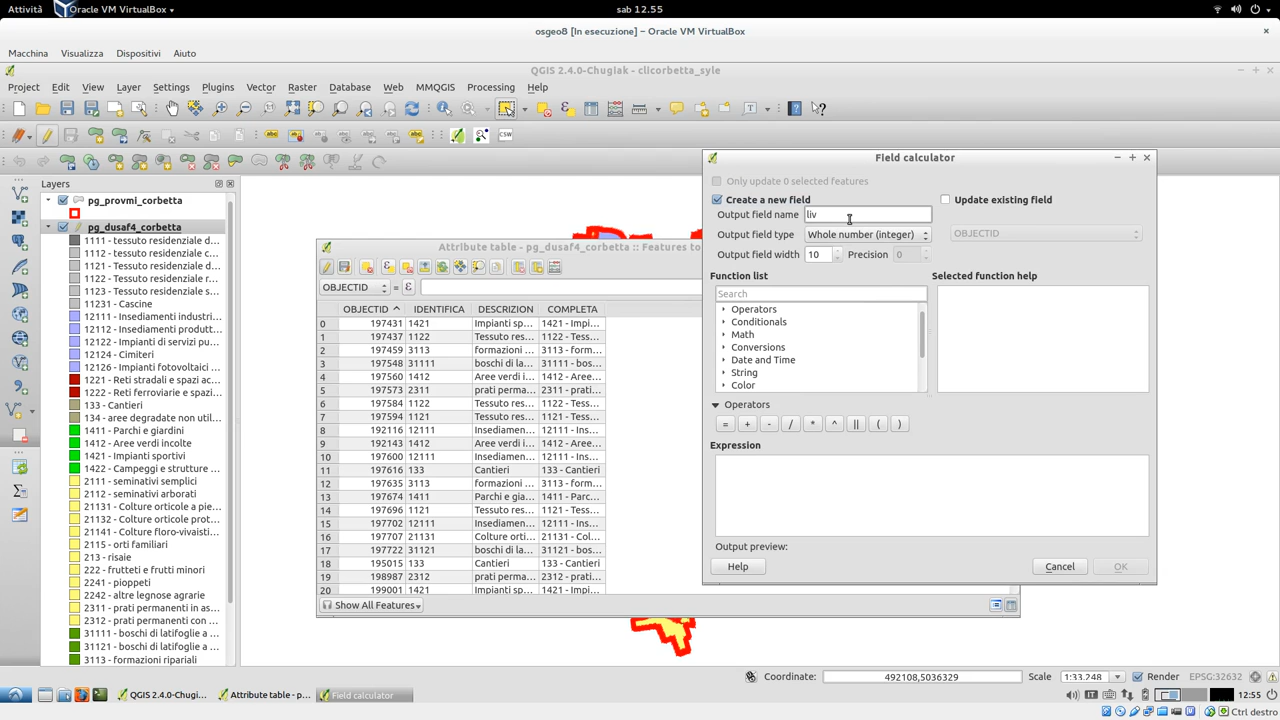 Attività
Oracle VM VirtualBox
sab 12.55
osgeo8 [In esecuzione] – Oracle VM VirtualBox
Macchina
Visualizza
Dispositivi
Aiuto
QGIS 2.4.0-Chugiak - clicorbetta_syle
Project
Edit
View
Layer
Settings
Plugins
Vector
Raster
Database
Web
MMQGIS
Processing
Help
CSW
Layers
pg_provmi_corbetta
pg_dusaf4_corbetta
1111 - tessuto residenziale d...
1112 - tessuto residenziale c...
1121 - Tessuto residenziale d...
1122 - Tessuto residenziale r...
1123 - Tessuto residenziale s...
11231 - Cascine
12111 - Insediamenti industri...
12112 - Insediamenti produtt...
12122 - Impianti di servizi pu...
12124 - Cimiteri
12126 - Impianti fotovoltaici ...
1221 - Reti stradali e spazi ac...
1222 - Reti ferroviarie e spazi...
133 - Cantieri
134 - aree degradate non util...
1411 - Parchi e giardini
1412 - Aree verdi incolte
1421 - Impianti sportivi
1422 - Campeggi e strutture ...
2111 - seminativi semplici
2112 - seminativi arborati
21131 - Colture orticole a pie...
21132 - Colture orticole prot...
21141 - Colture floro-vivaisti...
2115 - orti familiari
213 - risaie
222 - frutteti e frutti minori
2241 - pioppeti
2242 - altre legnose agrarie
2311 - prati permanenti in as...
2312 - prati permanenti con ...
31111 - boschi di latifoglie a ...
31121 - boschi di latifoglie a ...
3113 - formazioni ripariali
Attribute table - pg_dusaf4_corbetta :: Features to
OBJECTID
=
ε
OBJECTID IDENTIFICA DESCRIZION COMPLETA
0 197431 1421 Impianti sp... 1421 - Impi...
1 197437 1122 Tessuto res... 1122 - Tess...
2 197459 3113 formazioni ... 3113 - form...
3 197548 31111 boschi di la... 31111 - bos...
4 197560 1412 Aree verdi i... 1412 - Aree...
5 197573 2311 prati perma... 2311 - prati...
6 197584 1122 Tessuto res... 1122 - Tess...
7 197594 1121 Tessuto res... 1121 - Tess...
8 192116 12111 Insediamen... 12111 - Ins...
9 192143 1412 Aree verdi i... 1412 - Aree...
10 197600 12111 Insediamen... 12111 - Ins...
11 197616 133 Cantieri 133 - Cantieri
12 197635 3113 formazioni ... 3113 - form...
13 197674 1411 Parchi e gia... 1411 - Parc...
14 197696 1121 Tessuto res... 1121 - Tess...
15 197702 12111 Insediamen... 12111 - Ins...
16 197707 21131 Colture orti... 21131 - Col...
17 197722 31121 boschi di la... 31121 - bos...
18 195015 133 Cantieri 133 - Cantieri
19 198987 2312 prati perma... 2312 - prati...
20 199001 1421 Impianti sp... 1421 - Impi...
Show All Features
Field calculator
Only update 0 selected features
Create a new field
Update existing field
Output field name
liv
Output field type
Whole number (integer)
OBJECTID
Output field width
10
Precision
0
Function list
Selected function help
Search
Operators
Conditionals
Math
Conversions
Date and Time
String
Color
Operators
= + - / * ^ || ( )
Expression
Output preview:
Help
Cancel
OK
Coordinate:
492108,5036329
Scale
1:33.248
Render
EPSG:32632
QGIS 2.4.0-Chugi...
Attribute table - p...
Field calculator
IT
12:55
Ctrl destro